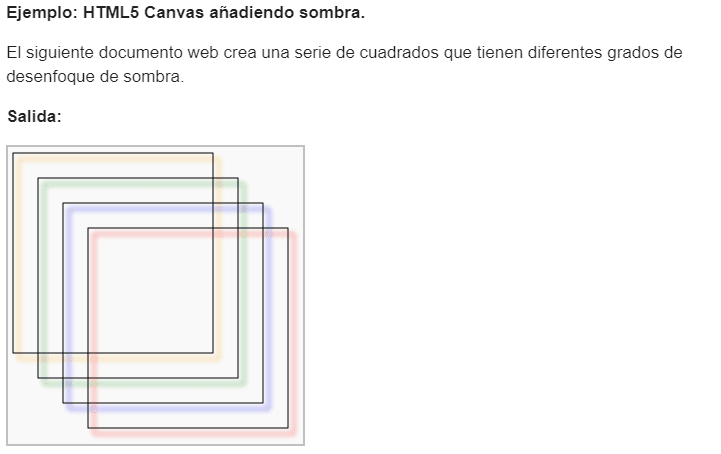 Ejemplo: HTML5 Canvas añadiendo sombra.
El siguiente documento web crea una serie de cuadrados que tienen diferentes grados de
desenfoque de sombra.
Salida: